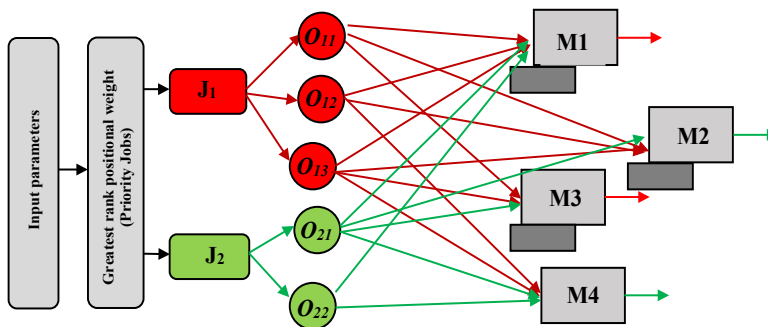 Input parameters
Greatest rank positional weight
(Priority Jobs)
J1
J2
O11
O12
O13
O21
O22
M1
M2
M3
M4